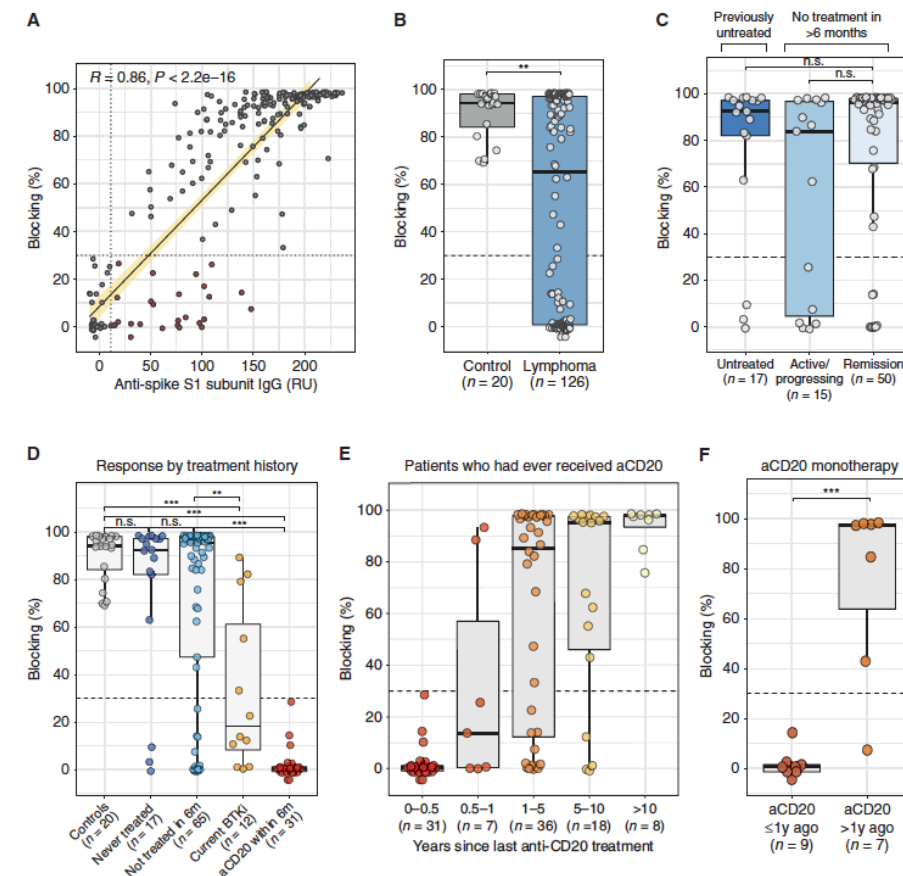 A
R = 0.86, P < 2.2e−16
Blocking (%)
100
80
60
40
20
0
0 50 100 150 200
Anti-spike S1 subunit IgG (RU)
B
**
Blocking (%)
100
80
60
40
20
0
Control Lymphoma
(n = 20) (n = 126)
C
Previously No treatment in
untreated >6 months
n.s.
n.s.
Blocking (%)
100
80
60
40
20
0
Untreated Active/ Remission
(n = 17) progressing (n = 50)
(n = 15)
D
Response by treatment history
**
***
***
n.s. n.s. ***
Blocking (%)
100
80
60
40
20
0
Controls
(n = 20)
Never treated
(n = 17)
Not treated in 6m
(n = 65)
Current BTKi
(n = 12)
aCD20 within 6m
(n = 31)
E
Patients who had ever received aCD20
Blocking (%)
100
80
60
40
20
0
0–0.5 0.5–1 1–5 5–10 >10
(n = 31) (n = 7) (n = 36) (n =18) (n = 8)
Years since last anti-CD20 treatment
F
aCD20 monotherapy
***
Blocking (%)
100
80
60
40
20
0
aCD20 aCD20
≤1y ago >1y ago
(n = 9) (n = 7)